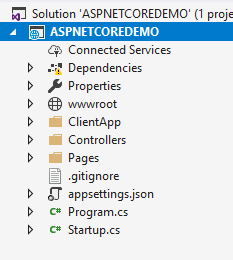 Solution 'ASPNETCOREDEMO' (1 proje
ASPNETCOREDEMO
Connected Services
Dependencies
Properties
wwwroot
ClientApp
Controllers
Pages
.gitignore
appsettings.json
C# Program.cs
C# Startup.cs